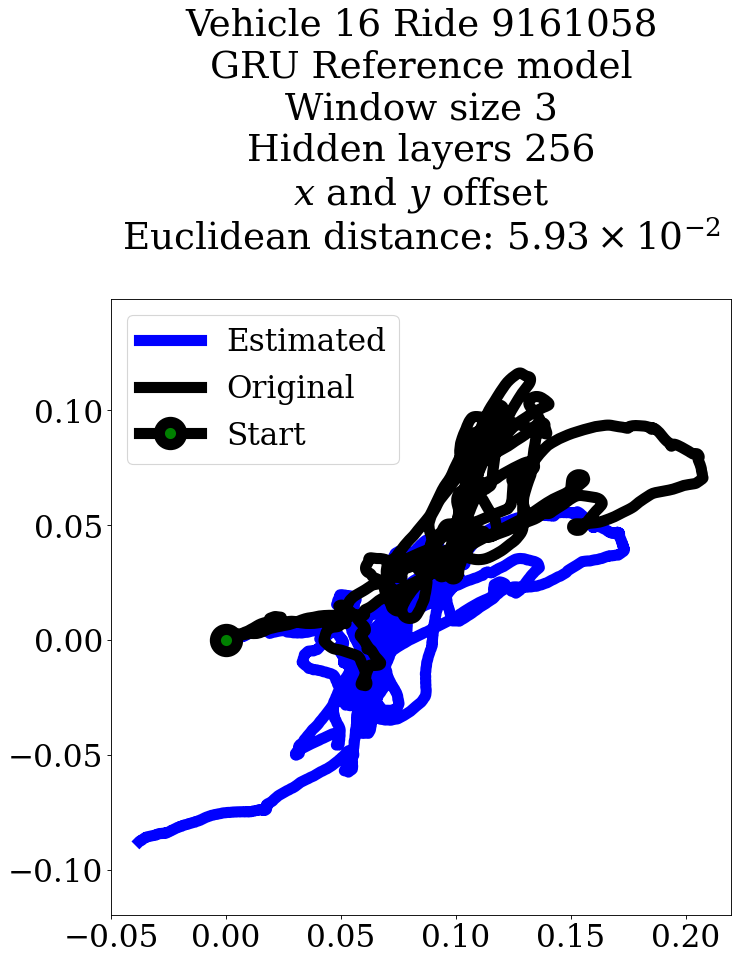 Vehicle 16 Ride 9161058
GRU Reference model
Window size 3
Hidden layers 256
x and y offset
Euclidean distance: 5.93 × 10⁻²
Estimated
Original
Start
0.10
0.05
0.00
−0.05
−0.10
−0.05 0.00 0.05 0.10 0.15 0.20